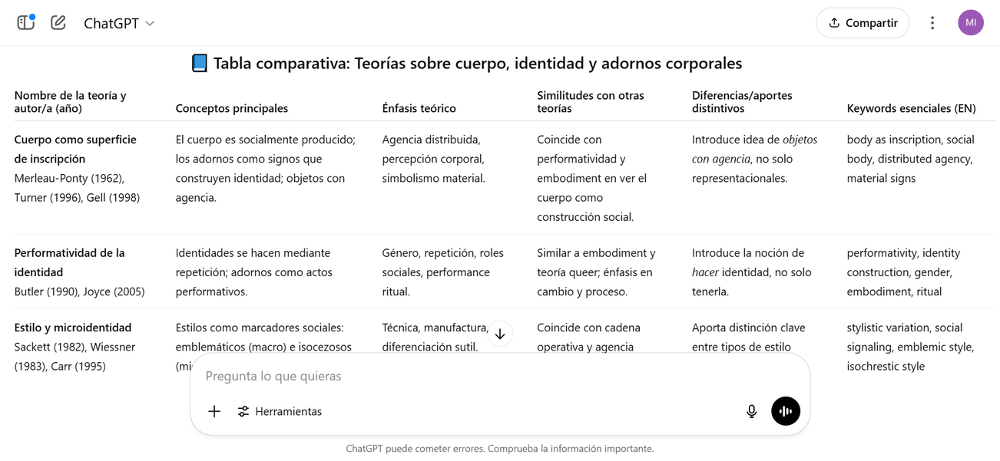 ChatGPT
Compartir
MI
Tabla comparativa: Teorías sobre cuerpo, identidad y adornos corporales
Nombre de la teoría y
autor/a (año)
Conceptos principales
Énfasis teórico
Similitudes con otras
teorías
Diferencias/aportes
distintivos
Keywords esenciales (EN)
Cuerpo como superficie
de inscripción
Merleau-Ponty (1962),
Turner (1996), Gell (1998)
El cuerpo es socialmente producido;
los adornos como signos que
construyen identidad; objetos con
agencia.
Agencia distribuida,
percepción corporal,
simbolismo material.
Coincide con
performatividad y
embodiment en ver el
cuerpo como
construcción social.
Introduce idea de objetos
con agencia, no solo
representacionales.
body as inscription, social
body, distributed agency,
material signs
Performatividad de la
identidad
Butler (1990), Joyce (2005)
Identidades se hacen mediante
repetición; adornos como actos
performativos.
Género, repetición, roles
sociales, performance
ritual.
Similar a embodiment y
teoría queer; énfasis en
cambio y proceso.
Introduce la noción de
hacer identidad, no solo
tenerla.
performativity, identity
construction, gender,
embodiment, ritual
Estilo y microidentidad
Sackett (1982), Wiessner
(1983), Carr (1995)
Estilos como marcadores sociales:
emblemáticos (macro) e isocezosos
Técnica, manufactura,
diferenciación sutil.
Coincide con cadena
operativa y agencia
Aporta distinción clave
entre tipos de estilo
stylistic variation, social
signaling, emblemic style,
isochrestic style
Pregunta lo que quieras
Herramientas
ChatGPT puede cometer errores. Comprueba la información importante.